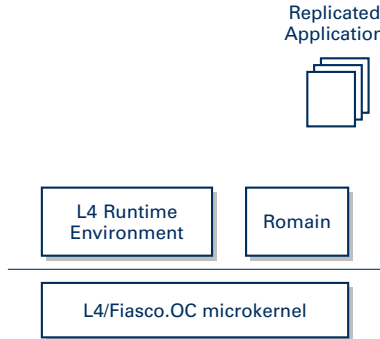 Replicated
Application
L4 Runtime
Environment
Romain
L4/Fiasco.OC microkernel